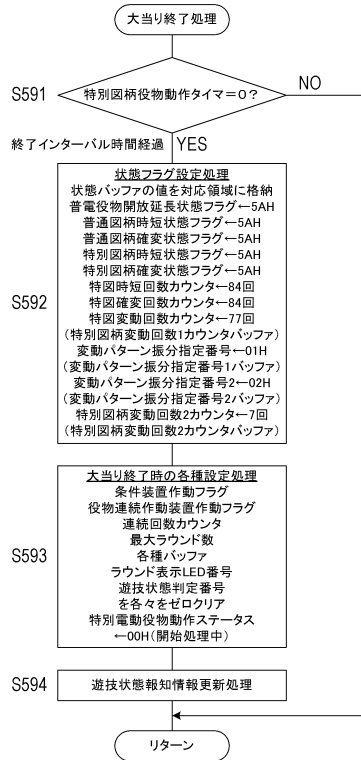 大当り終了処理
S591
特別図柄役物動作タイマ=0?
NO
終了インターバル時間経過
YES
S592
状態フラグ設定処理
状態バッファの値を対応領域に格納
普電役物開放延長状態フラグ←5AH
普通図柄時短状態フラグ←5AH
普通図柄確変状態フラグ←5AH
特別図柄時短状態フラグ←5AH
特別図柄確変状態フラグ←5AH
特図時短回数カウンタ←84回
特図確変回数カウンタ←84回
特図変動回数カウンタ←77回
(特別図柄変動回数1カウンタバッファ)
変動パターン振分指定番号←01H
(変動パターン振分指定番号1バッファ)
変動パターン振分指定番号2←02H
(変動パターン振分指定番号2バッファ)
特別図柄変動回数2カウンタ←7回
(特別図柄変動回数2カウンタバッファ)
S593
大当り終了時の各種設定処理
条件装置作動フラグ
役物連続作動装置作動フラグ
連続回数カウンタ
最大ラウンド数
各種バッファ
ラウンド表示LED番号
遊技状態判定番号
を各々をゼロクリア
特別電動役物動作ステータス
←00H(開始処理中)
S594
遊技状態報知情報更新処理
リターン